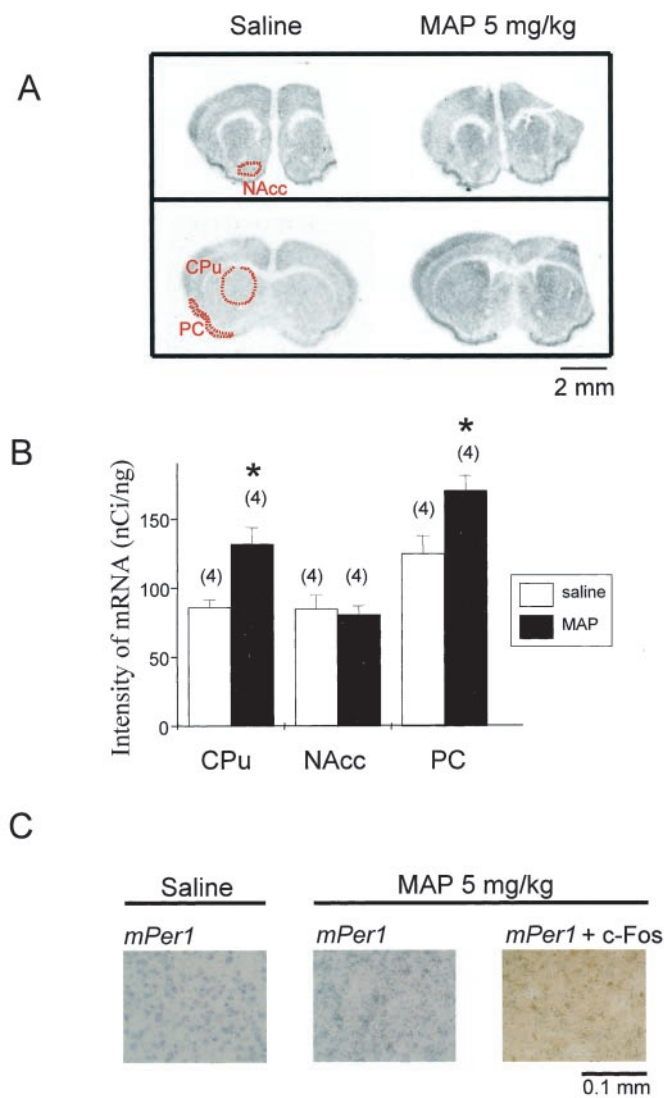 Saline MAP 5 mg/kg
A
NAcc
CPu
PC
2 mm
B
Intensity of mRNA (nCi/ng)
150
100
50
0
(4) * (4) (4) (4) (4) * (4)
saline
MAP
CPu NAcc PC
C
Saline MAP 5 mg/kg
mPer1 mPer1 mPer1 + c-Fos
0.1 mm